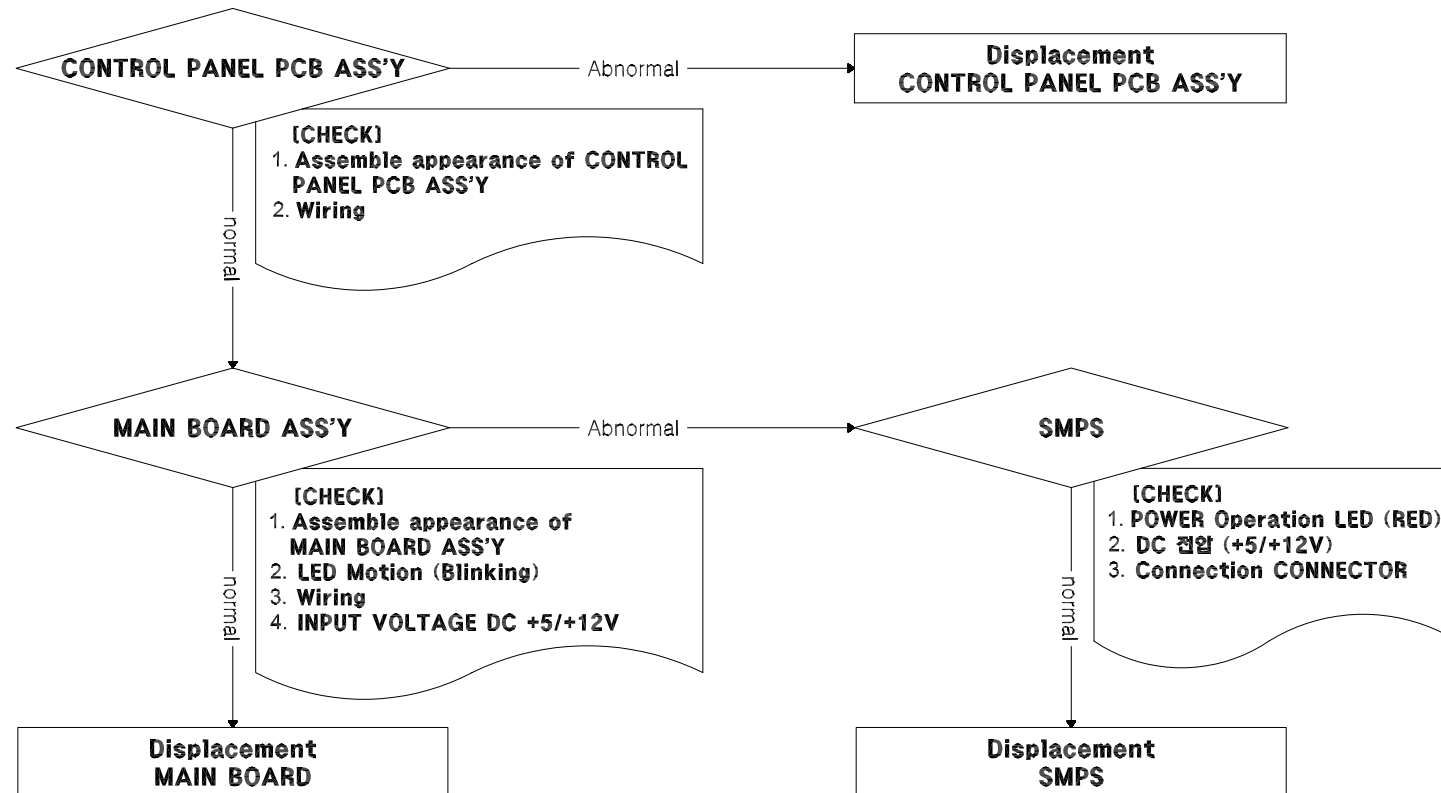 CONTROL PANEL PCB ASS'Y
Abnormal
Displacement
CONTROL PANEL PCB ASS'Y
[CHECK]
1. Assemble appearance of CONTROL
PANEL PCB ASS'Y
2. Wiring
normal
MAIN BOARD ASS'Y
Abnormal
SMPS
[CHECK]
1. Assemble appearance of
MAIN BOARD ASS'Y
2. LED Motion (Blinking)
3. Wiring
4. INPUT VOLTAGE DC +5/+12V
normal
[CHECK]
1. POWER Operation LED (RED)
2. DC 전압 (+5/+12V)
3. Connection CONNECTOR
normal
Displacement
MAIN BOARD
Displacement
SMPS